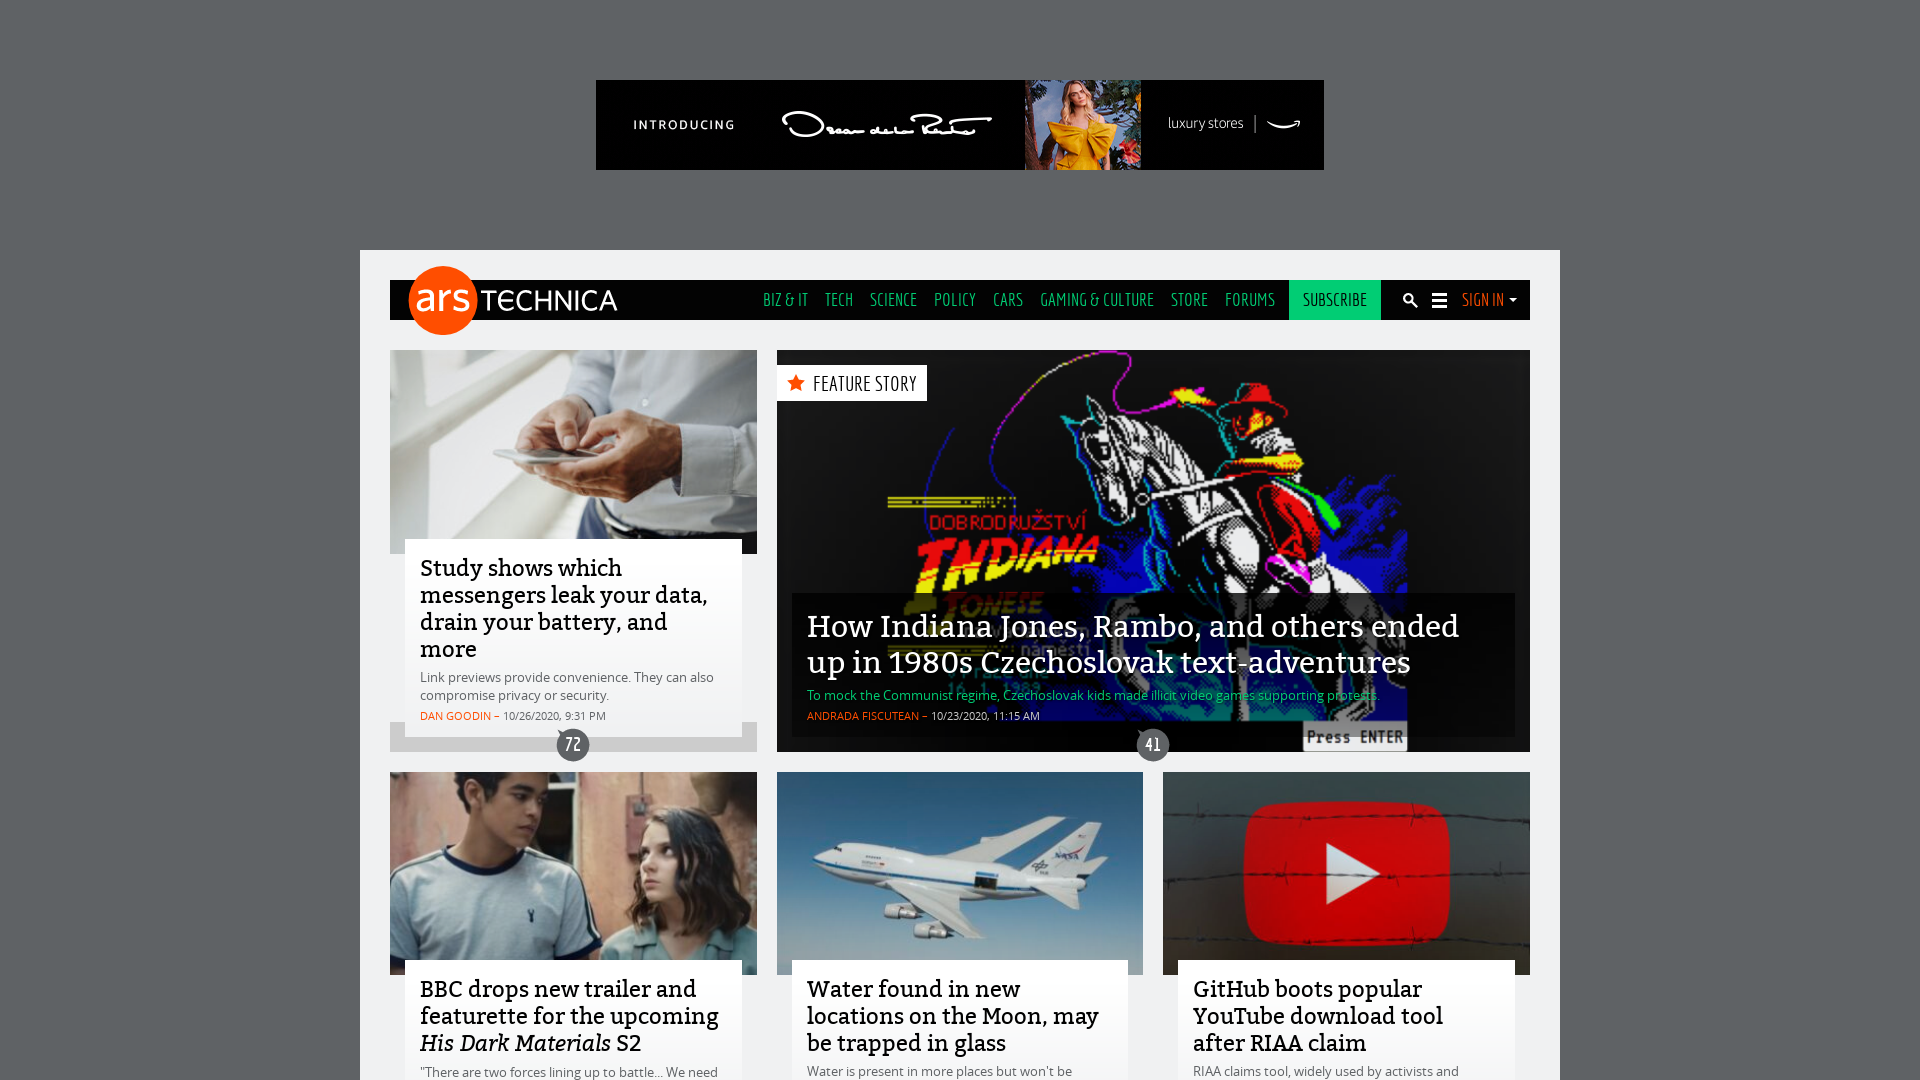 INTRODUCING
Oscar de la Renta
luxury stores
ars TECHNICA
BIZ & IT TECH SCIENCE POLICY CARS GAMING & CULTURE STORE FORUMS SUBSCRIBE SIGN IN
FEATURE STORY
DOBRODRUŽSTVÍ
INDIANA
JONESE
Study shows which
messengers leak your data,
drain your battery, and
more
Link previews provide convenience. They can also
compromise privacy or security.
DAN GOODIN – 10/26/2020, 9:31 PM
72
How Indiana Jones, Rambo, and others ended
up in 1980s Czechoslovak text-adventures
To mock the Communist regime, Czechoslovak kids made illicit video games supporting protests.
ANDRADA FISCUTEAN – 10/23/2020, 11:15 AM
Press ENTER
41
NASA
BBC drops new trailer and
featurette for the upcoming
His Dark Materials S2
"There are two forces lining up to battle... We need
Water found in new
locations on the Moon, may
be trapped in glass
Water is present in more places but won't be
GitHub boots popular
YouTube download tool
after RIAA claim
RIAA claims tool, widely used by activists and